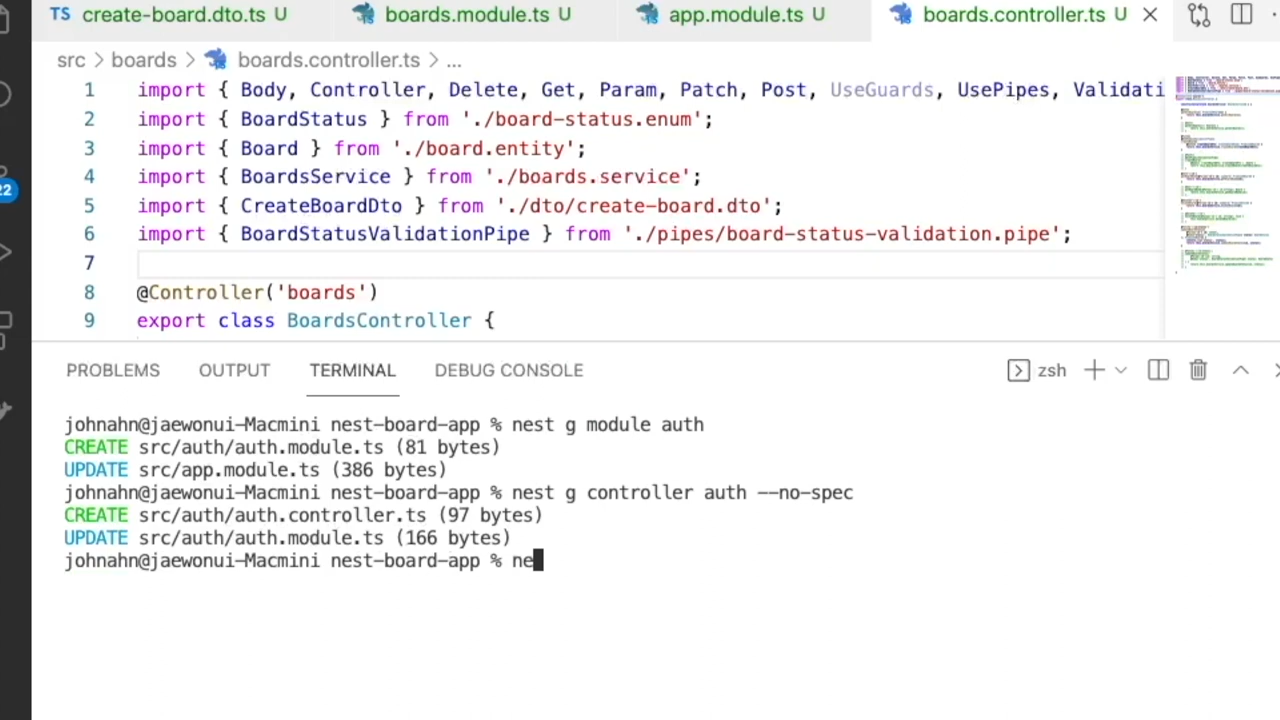 TS create-board.dto.ts U boards.module.ts U app.module.ts U boards.controller.ts U
src > boards > boards.controller.ts > ...
1 import { Body, Controller, Delete, Get, Param, Patch, Post, UseGuards, UsePipes, Validati
2 import { BoardStatus } from './board-status.enum';
3 import { Board } from './board.entity';
4 import { BoardsService } from './boards.service';
5 import { CreateBoardDto } from './dto/create-board.dto';
6 import { BoardStatusValidationPipe } from './pipes/board-status-validation.pipe';
7
8 @Controller('boards')
9 export class BoardsController {
22
PROBLEMS OUTPUT TERMINAL DEBUG CONSOLE zsh
johnahn@jaewonui-Macmini nest-board-app % nest g module auth
CREATE src/auth/auth.module.ts (81 bytes)
UPDATE src/app.module.ts (386 bytes)
johnahn@jaewonui-Macmini nest-board-app % nest g controller auth --no-spec
CREATE src/auth/auth.controller.ts (97 bytes)
UPDATE src/auth/auth.module.ts (166 bytes)
johnahn@jaewonui-Macmini nest-board-app % ne